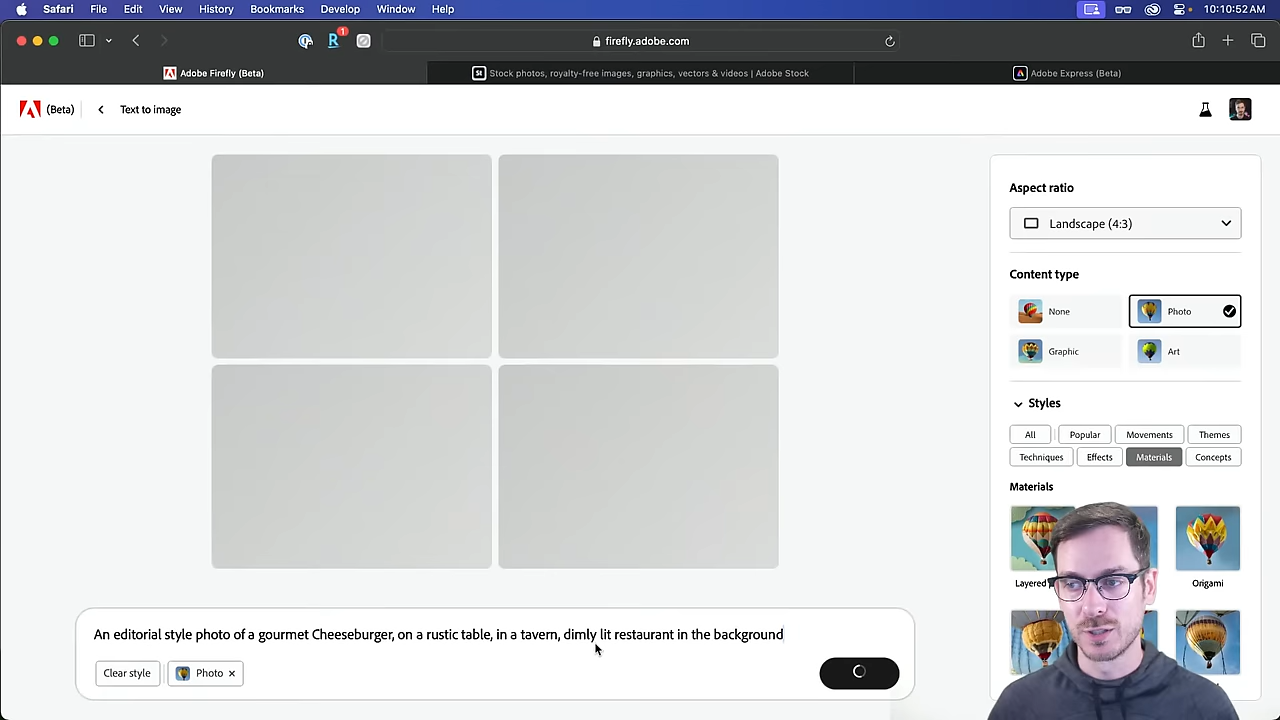 Safari File Edit View History Bookmarks Develop Window Help 10:10:52 AM
R 1 firefly.adobe.com
Adobe Firefly (Beta) St Stock photos, royalty-free images, graphics, vectors & videos | Adobe Stock Adobe Express (Beta)
(Beta) Text to image
Aspect ratio
Landscape (4:3)
Content type
None Photo
Graphic Art
Styles
All Popular Movements Themes
Techniques Effects Materials Concepts
Materials
Layered Origami
An editorial style photo of a gourmet Cheeseburger, on a rustic table, in a tavern, dimly lit restaurant in the background
Clear style Photo ×